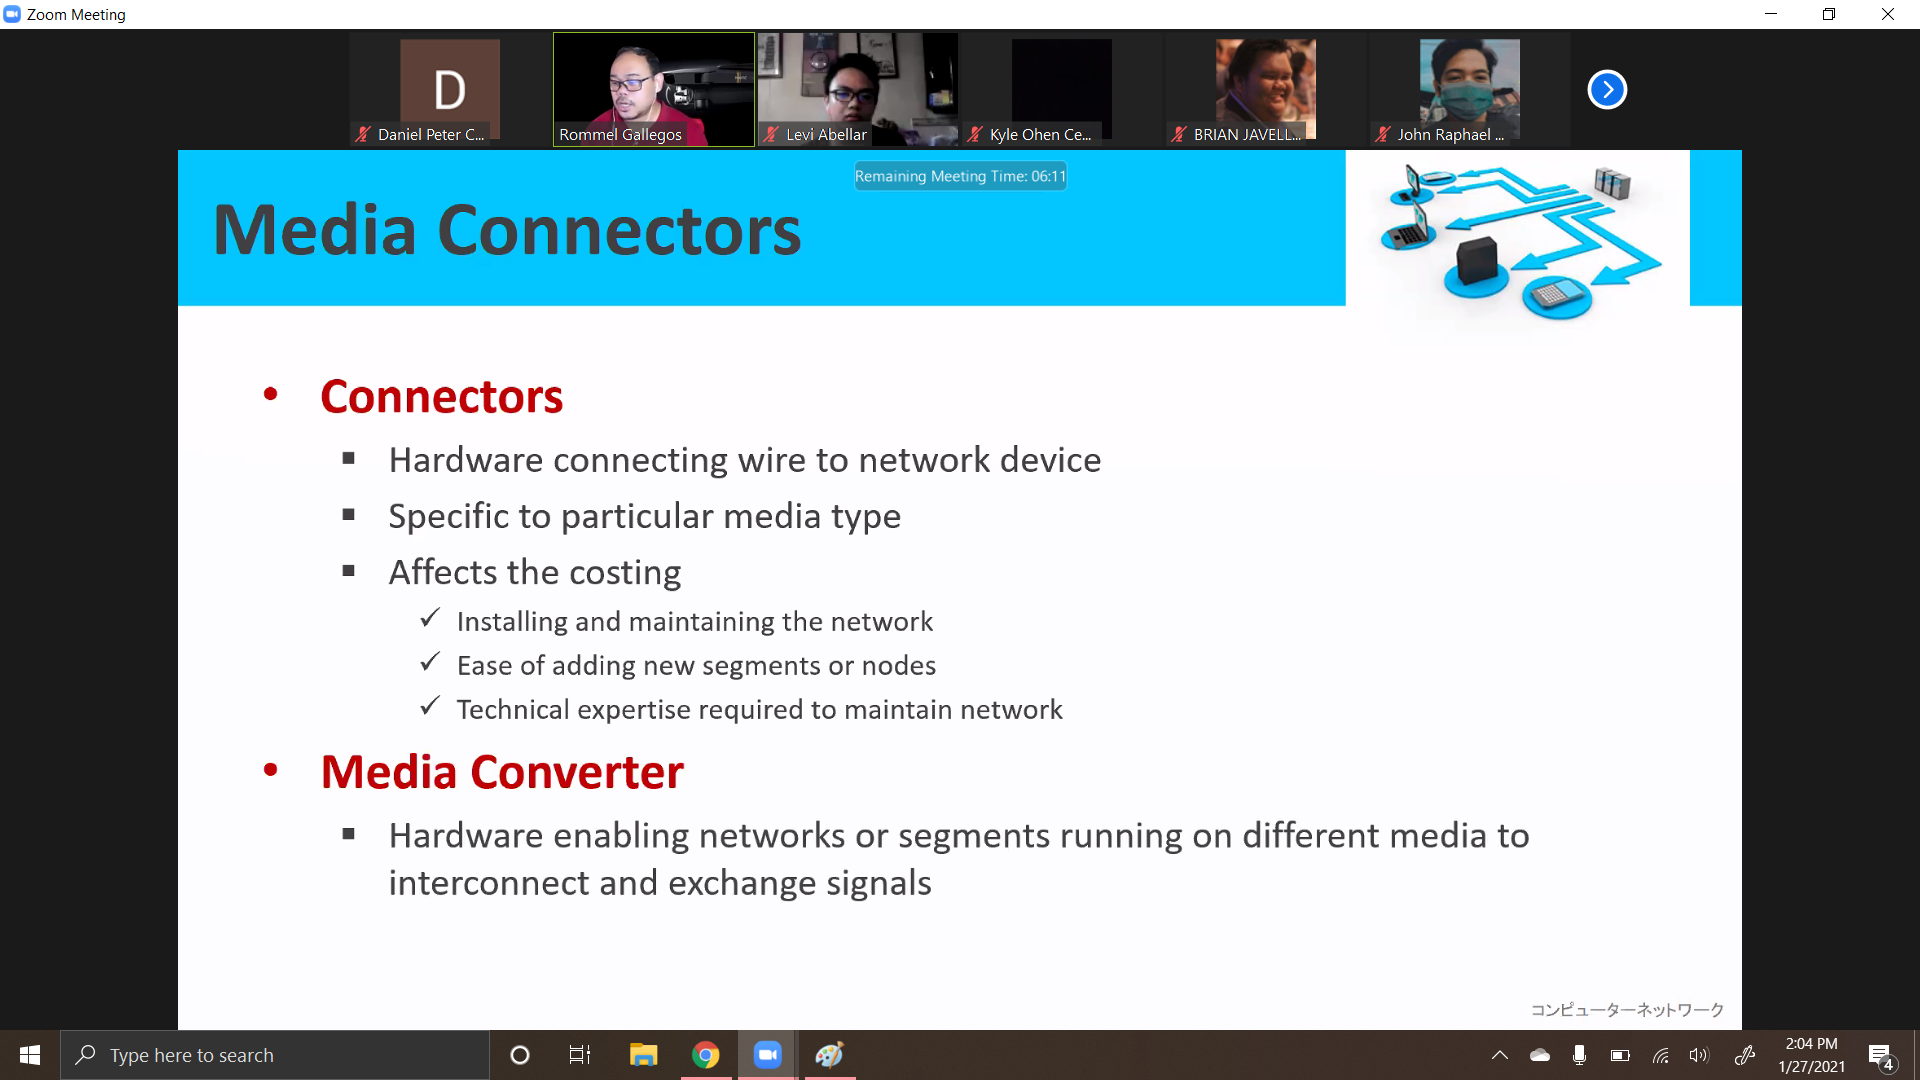 Zoom Meeting
D
Daniel Peter C...
Rommel Gallegos
Levi Abellar
Kyle Ohen Ce...
BRIAN JAVELL...
John Raphael ...
Remaining Meeting Time: 06:11
Media Connectors
• Connectors
▪ Hardware connecting wire to network device
▪ Specific to particular media type
▪ Affects the costing
✓ Installing and maintaining the network
✓ Ease of adding new segments or nodes
✓ Technical expertise required to maintain network
• Media Converter
▪ Hardware enabling networks or segments running on different media to
interconnect and exchange signals
コンピューターネットワーク
Type here to search
2:04 PM
1/27/2021
4